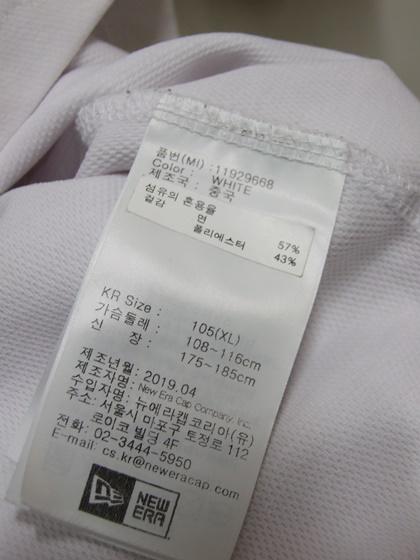 품번(MI) : 11929668
Color : WHITE
제조국 : 중국
섬유의 혼용율
겉감
면 57%
폴리에스터 43%
KR Size : 105(XL)
가슴둘레 : 108~116cm
신 장 : 175~185cm
제조년월 : 2019.04
제조자명 : New Era Cap Company, Inc.
수입자명 : 뉴에라캡코리아(유)
주소: 서울시 마포구 토정로 112
로이코 빌딩 4F
전화: 02-3444-5950
E-mail: cs.kr@neweracap.com
NEW
ERA